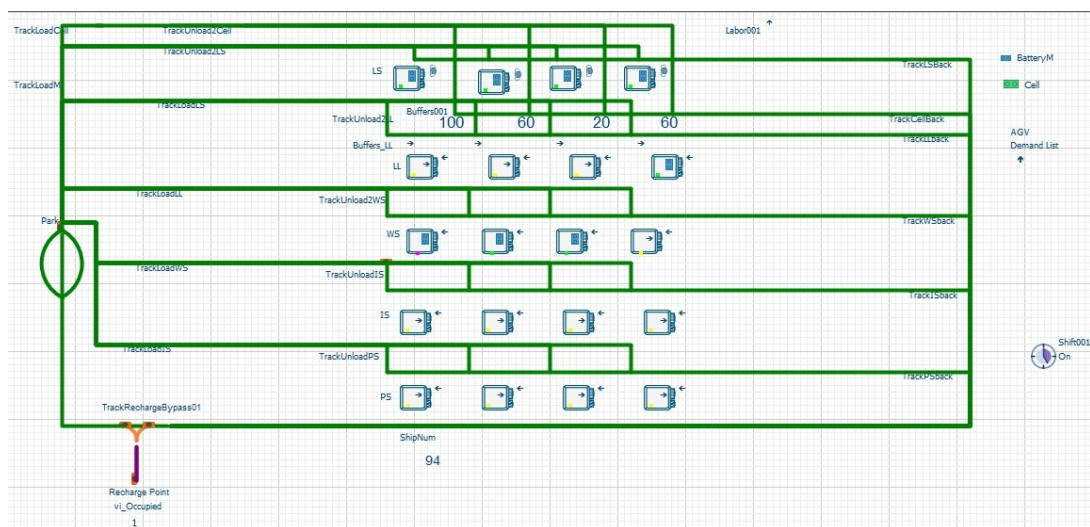 TrackLoadCell
TrackUnload2Cell
Labor001
TrackUnload2LS
BatteryM
TrackLSBack
LS
TrackLoadM
Cell
TrackLoadLS
Buffers001
TrackUnload2LL
100 60 20 60
TrackCellBack
TrackLLback
AGV
Demand List
Buffers_LL
LL
TrackLoadLL
TrackUnload2WS
Park
TrackWSback
WS
TrackLoadWS
TrackUnloadIS
TrackISback
IS
Shift001
On
TrackLoadIS
TrackUnloadPS
TrackPSback
PS
TrackRechargeBypass01
ShipNum
94
Recharge Point
vi_Occupied
1